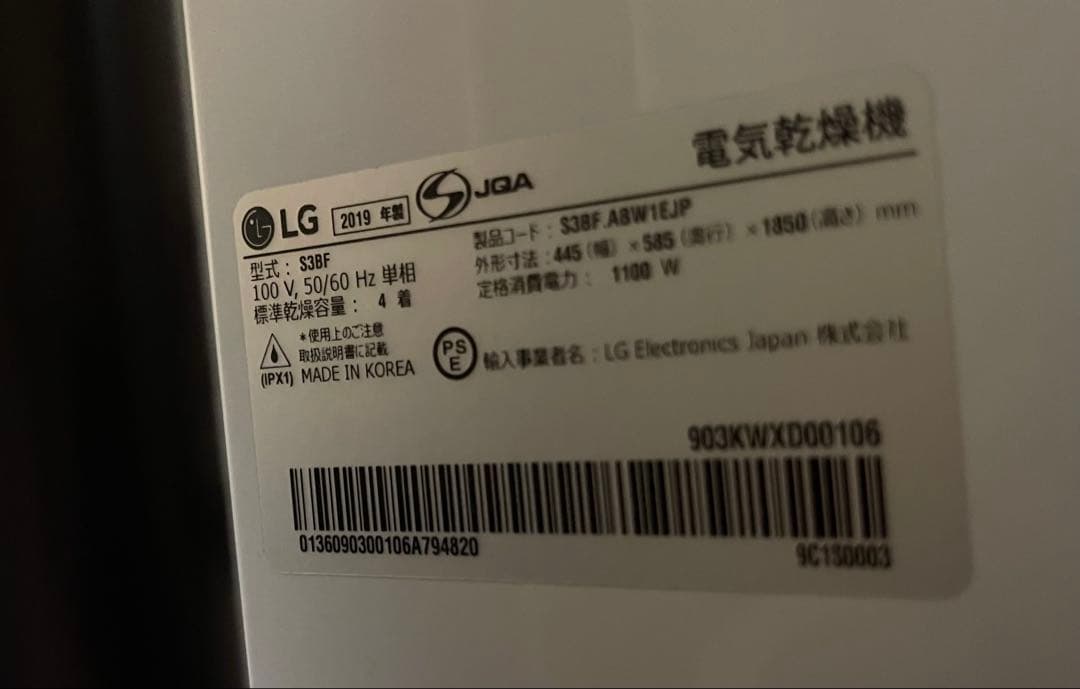 電気乾燥機
LG 2019 年製 JQA
型式： S3BF
100 V, 50/60 Hz 単相
標準乾燥容量： 4 着
製品コード： S3BF.ABW1EJP
外形寸法：445（幅）×585（奥行）×1850（高さ）mm
定格消費電力： 1100 W
*使用上のご注意
取扱説明書に記載
(IPX1) MADE IN KOREA
PS
E
輸入事業者名：LG Electronics Japan 株式会社
903KWXD00106
0136090300106A794820
9C1S0003